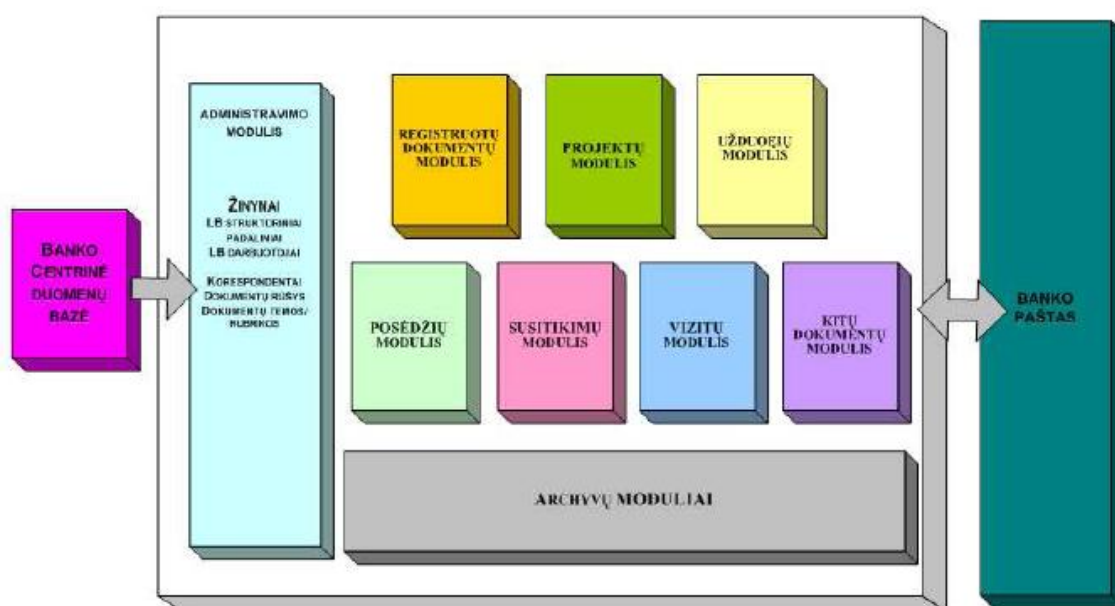 BANKO
CENTRINĖ
DUOMENŲ
BAZĖ
ADMINISTRAVIMO
MODULIS
ŽINYNAI
LB STRUKTŪRINIAI
PADALINIAI
LB DARBUOTOJAI
KORESPONDENTAI
DOKUMENTŲ RŪŠYS
DOKUMENTŲ TEMOS/
RUBRIKOS
REGISTRUOTŲ
DOKUMENTŲ
MODULIS
PROJEKTŲ
MODULIS
UŽDUOĘIŲ
MODULIS
POSĖDŽIŲ
MODULIS
SUSITIKIMŲ
MODULIS
VIZITŲ
MODULIS
KITŲ
DOKUMENTŲ
MODULIS
ARCHYVŲ MODULIAI
BANKO
PAŠTAS